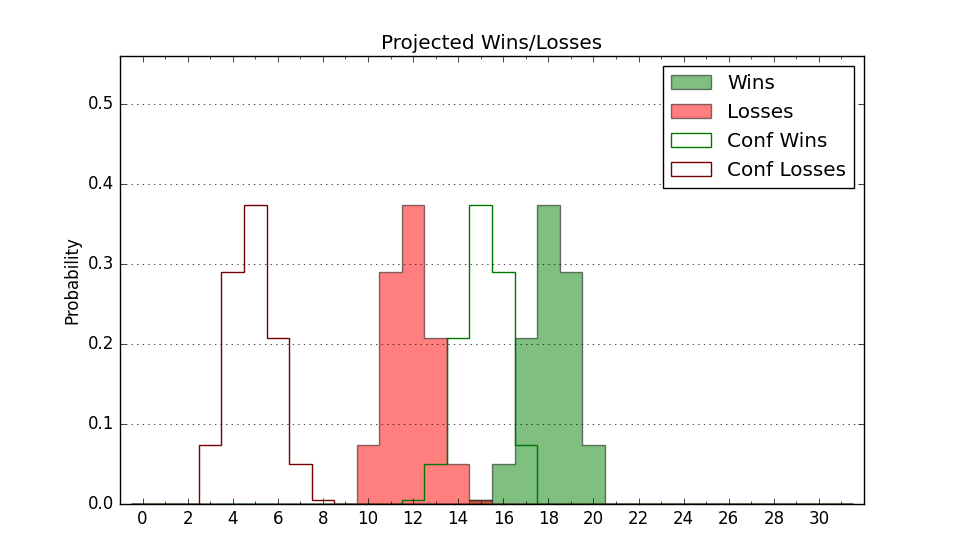 Projected Wins/Losses
Wins
Losses
Conf Wins
Conf Losses
Probability
0.5
0.4
0.3
0.2
0.1
0.0
0 2 4 6 8 10 12 14 16 18 20 22 24 26 28 30